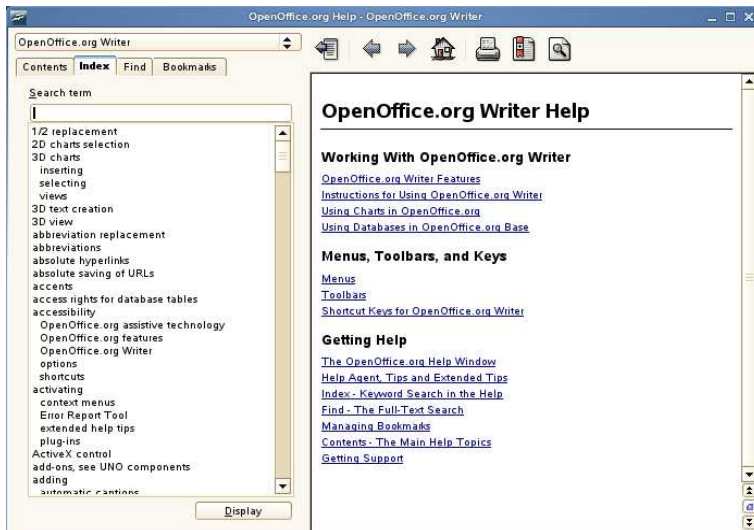 OpenOffice.org Help - OpenOffice.org Writer
OpenOffice.org Writer
Contents Index Find Bookmarks
Search term
1/2 replacement
2D charts selection
3D charts
inserting
selecting
views
3D text creation
3D view
abbreviation replacement
abbreviations
absolute hyperlinks
absolute saving of URLs
accents
access rights for database tables
accessibility
OpenOffice.org assistive technology
OpenOffice.org features
OpenOffice.org Writer
options
shortcuts
activating
context menus
Error Report Tool
extended help tips
plug-ins
ActiveX control
add-ons, see UNO components
adding
automatic captions
Display
OpenOffice.org Writer Help
Working With OpenOffice.org Writer
OpenOffice.org Writer Features
Instructions for Using OpenOffice.org Writer
Using Charts in OpenOffice.org
Using Databases in OpenOffice.org Base
Menus, Toolbars, and Keys
Menus
Toolbars
Shortcut Keys for OpenOffice.org Writer
Getting Help
The OpenOffice.org Help Window
Help Agent, Tips and Extended Tips
Index - Keyword Search in the Help
Find - The Full-Text Search
Managing Bookmarks
Contents - The Main Help Topics
Getting Support